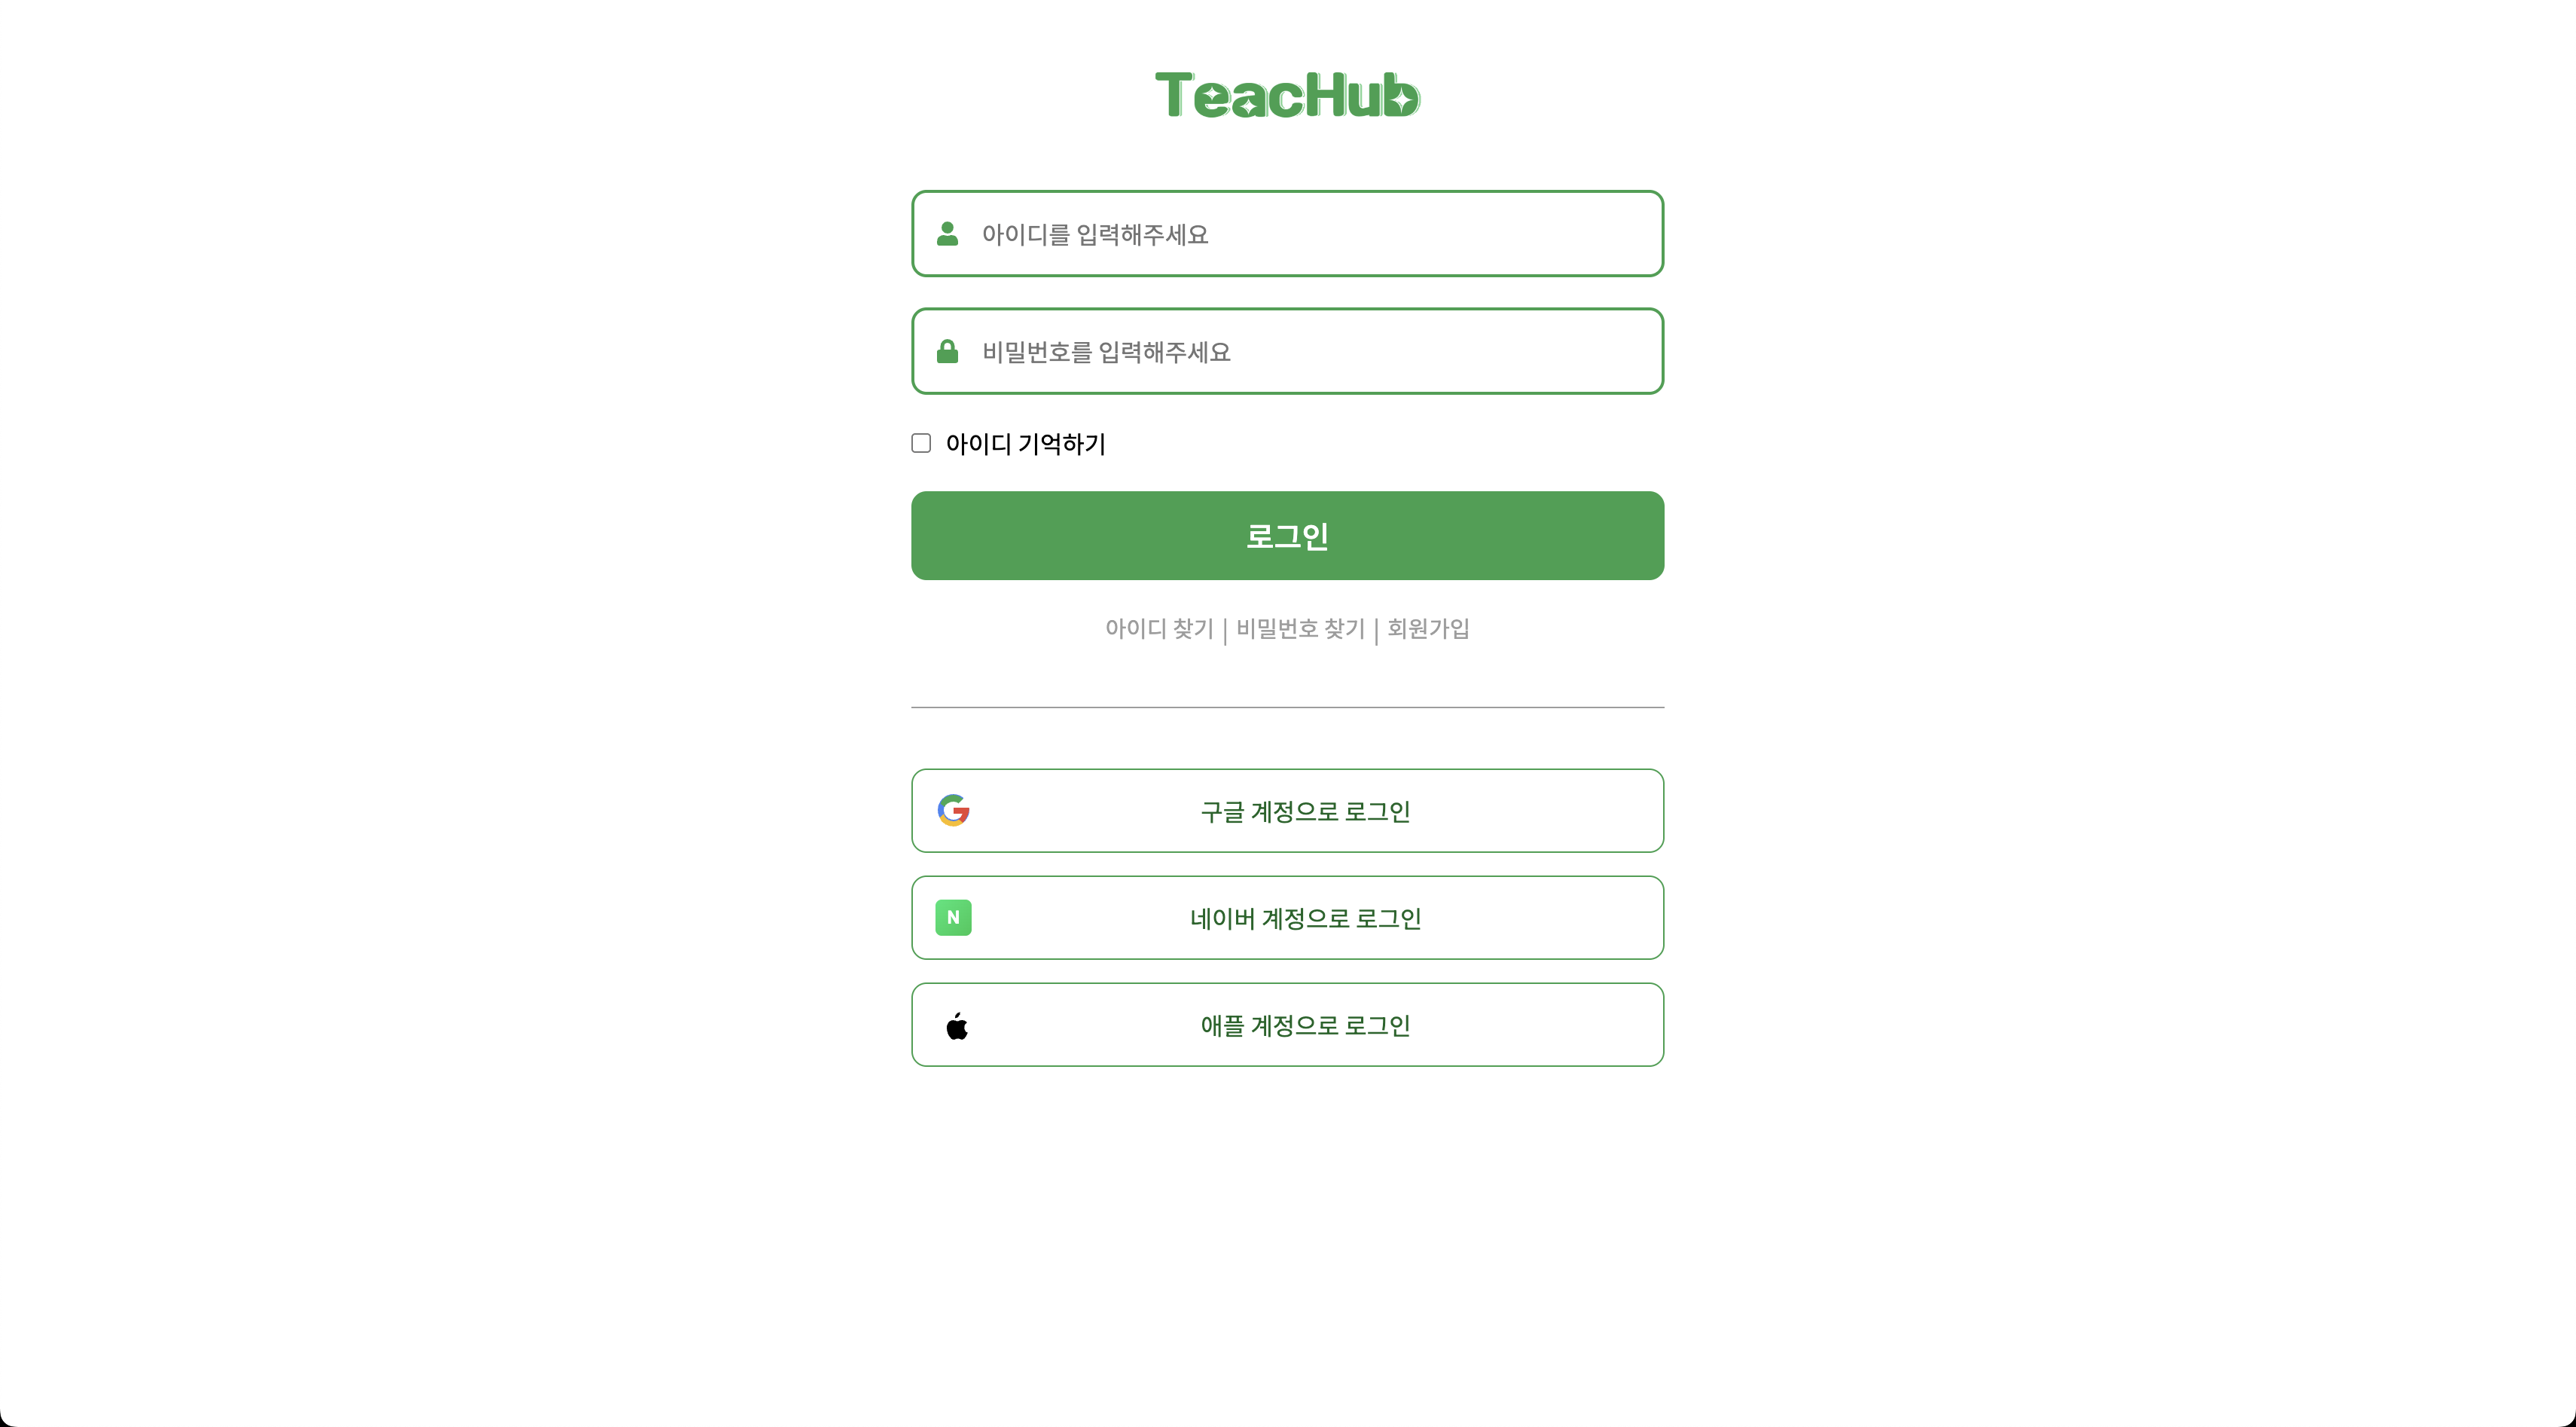 TeacHub
아이디를 입력해주세요
비밀번호를 입력해주세요
아이디 기억하기
로그인
아이디 찾기 | 비밀번호 찾기 | 회원가입
구글 계정으로 로그인
N 네이버 계정으로 로그인
애플 계정으로 로그인